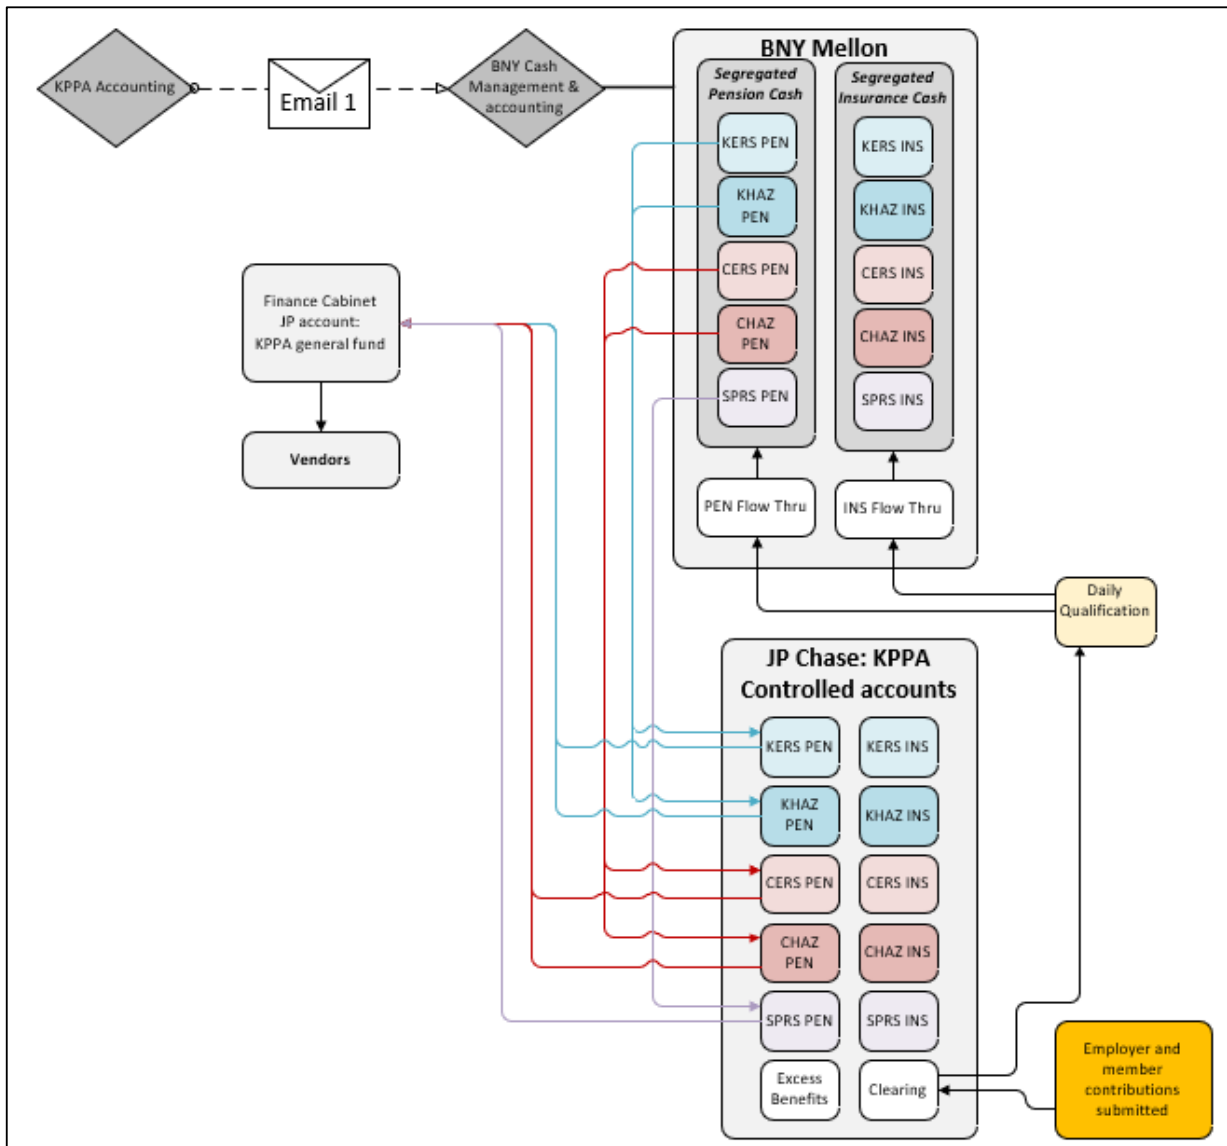 KPPA Accounting
Email 1
BNY Cash
Management &
accounting
BNY Mellon
Segregated
Pension Cash
KERS PEN
KHAZ
PEN
CERS PEN
CHAZ
PEN
SPRS PEN
PEN Flow Thru
Segregated
Insurance Cash
KERS INS
KHAZ INS
CERS INS
CHAZ INS
SPRS INS
INS Flow Thru
Finance Cabinet
JP account:
KPPA general fund
Vendors
Daily
Qualification
JP Chase: KPPA
Controlled accounts
KERS PEN
KERS INS
KHAZ
PEN
KHAZ INS
CERS PEN
CERS INS
CHAZ
PEN
CHAZ INS
SPRS PEN
SPRS INS
Excess
Benefits
Clearing
Employer and
member
contributions
submitted